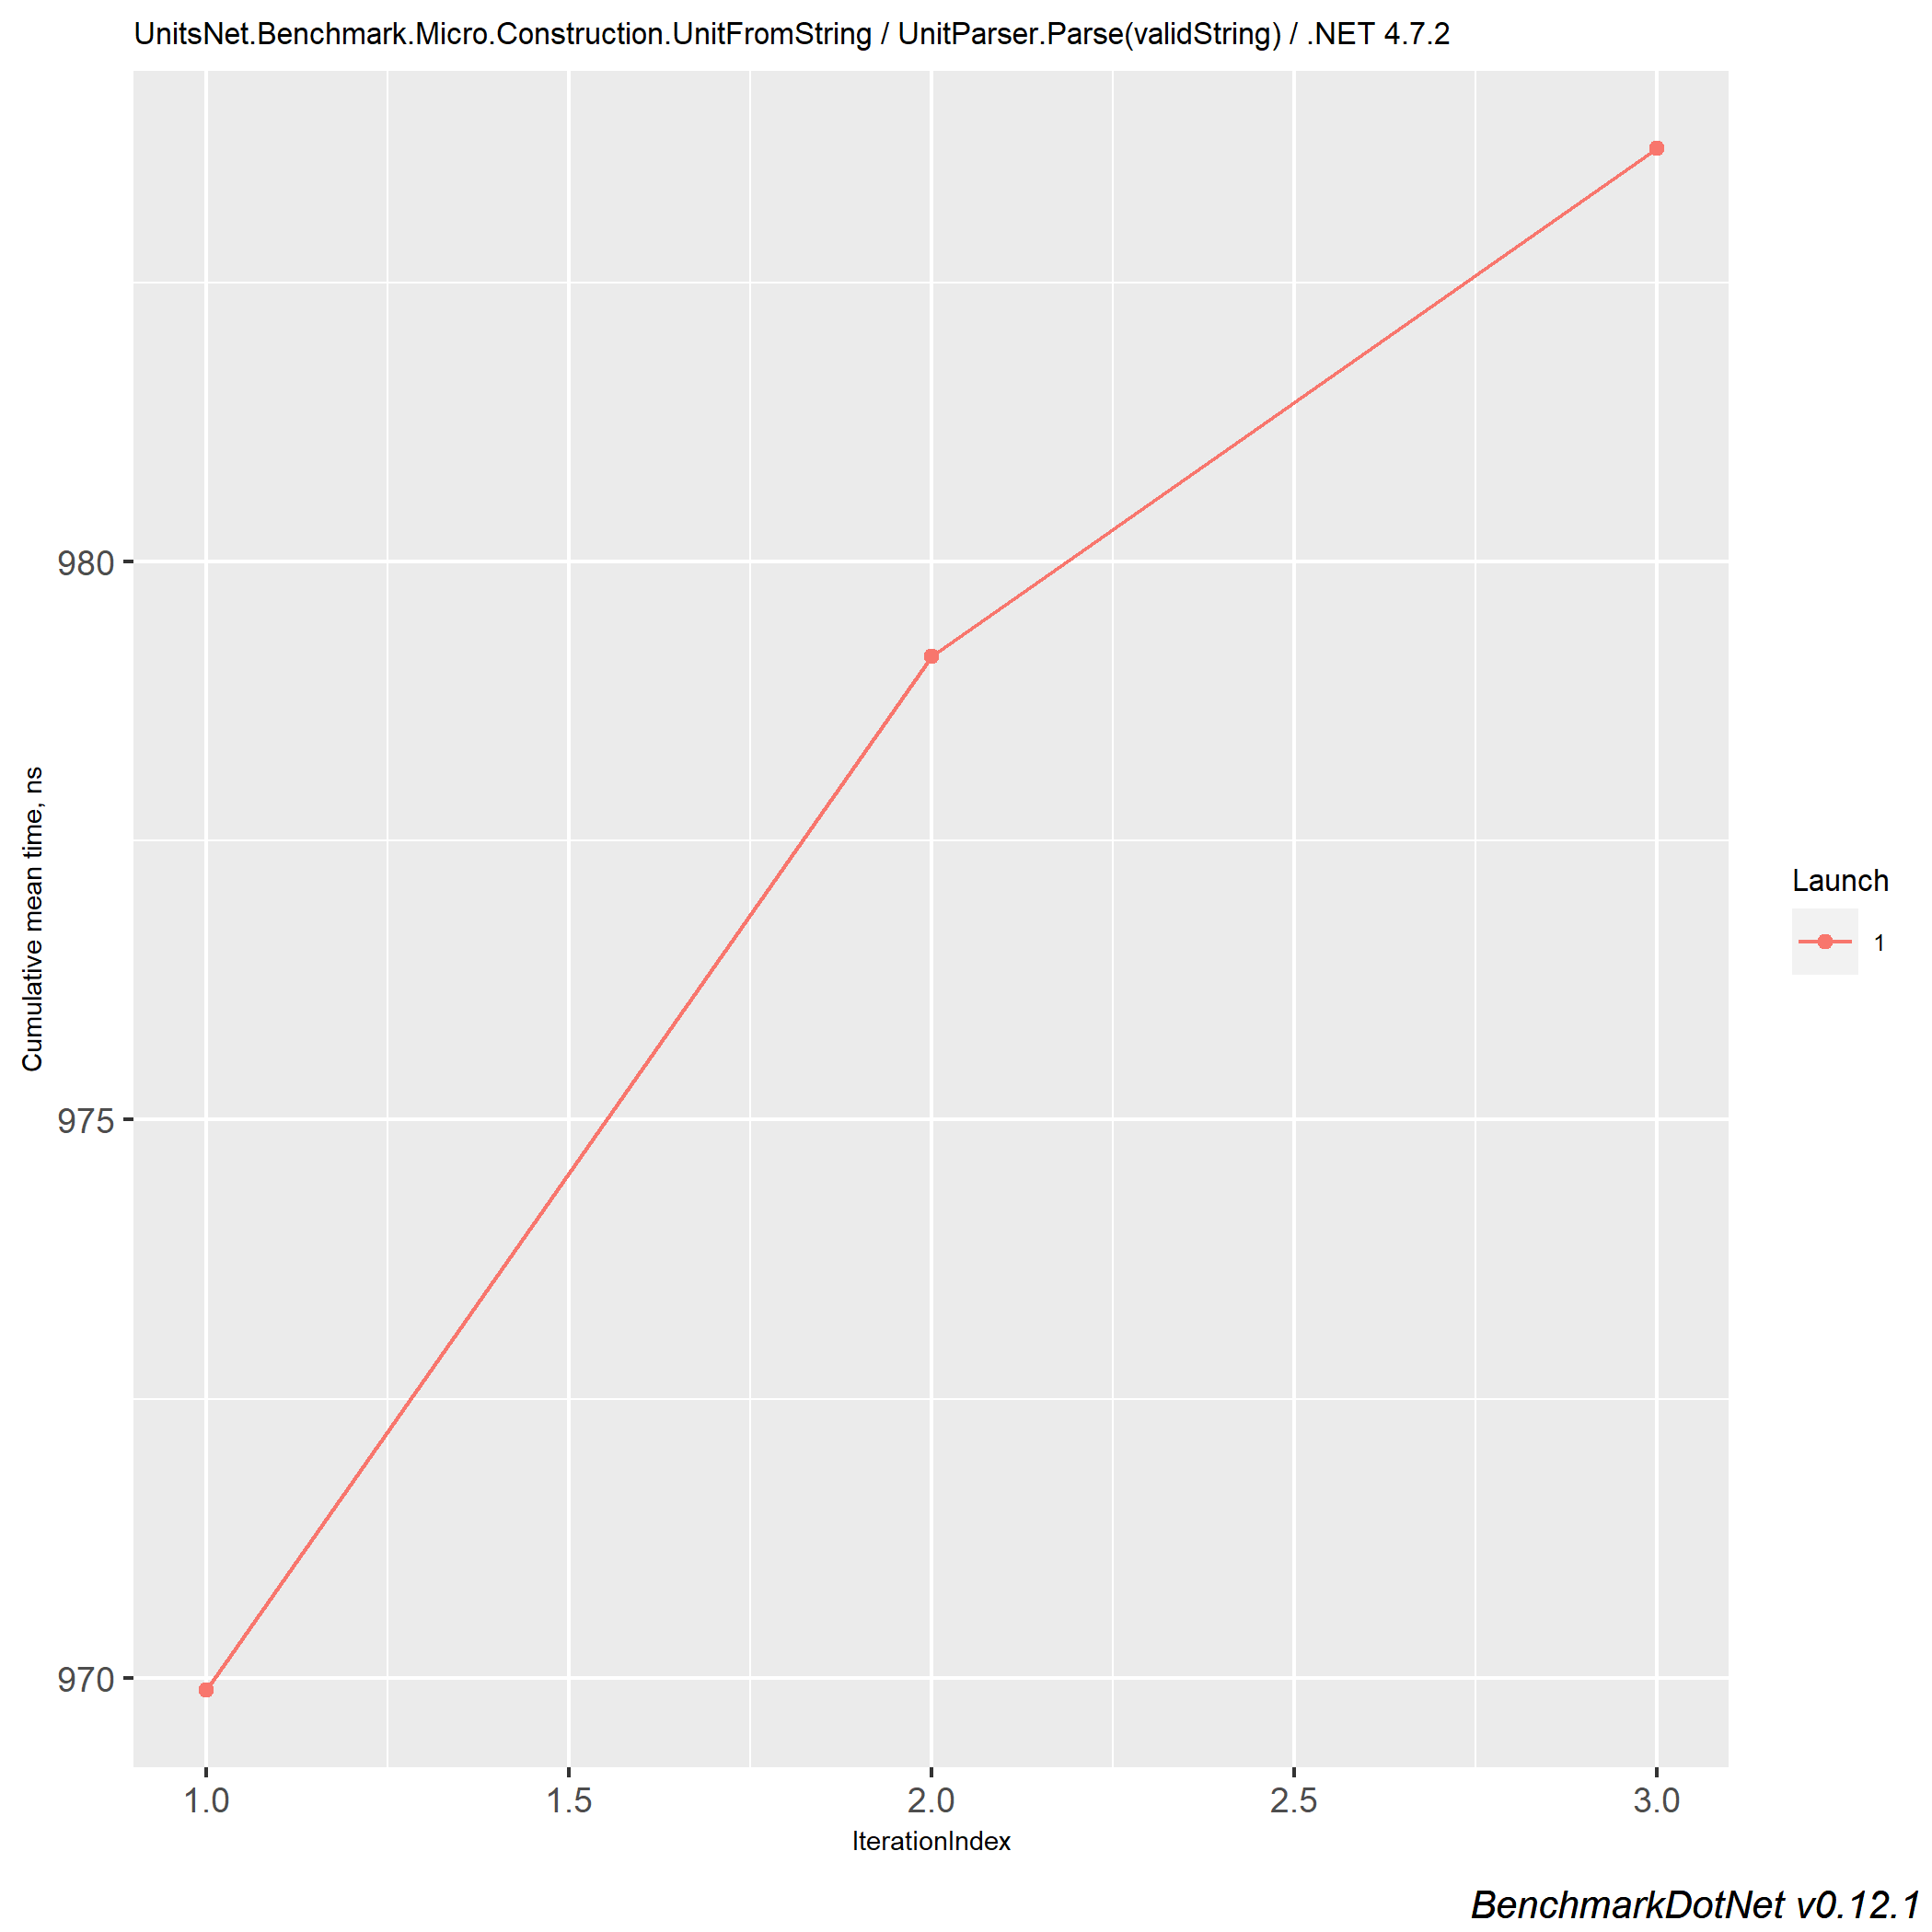 UnitsNet.Benchmark.Micro.Construction.UnitFromString / UnitParser.Parse(validString) / .NET 4.7.2
Cumulative mean time, ns
980
975
970
1.0 1.5 2.0 2.5 3.0
IterationIndex
Launch
1
BenchmarkDotNet v0.12.1